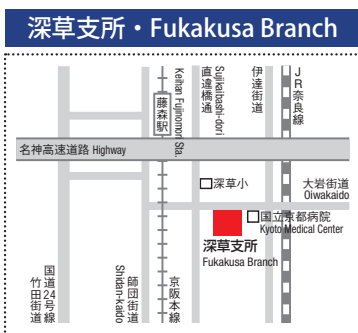 深草支所・Fukakusa Branch
藤森駅
Keihan Fujinomori Sta.
直違橋通
Sujikaibashi-dori
伊達街道
JR奈良線
名神高速道路 Highway
深草小
大岩街道
Oiwakaido
国立京都病院
Kyoto Medical Center
深草支所
Fukakusa Branch
竹田街道
国道24号線
Shidan-kaido
師団街道
京阪本線